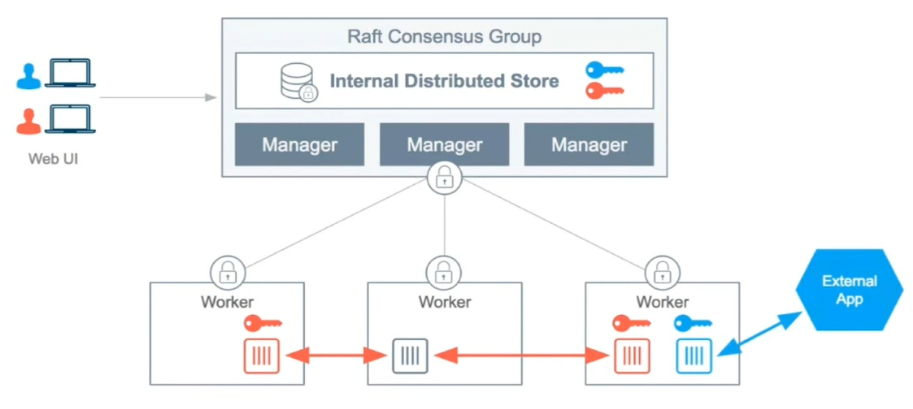 Raft Consensus Group
Internal Distributed Store
Manager
Manager
Manager
Web UI
Worker
Worker
Worker
External
App